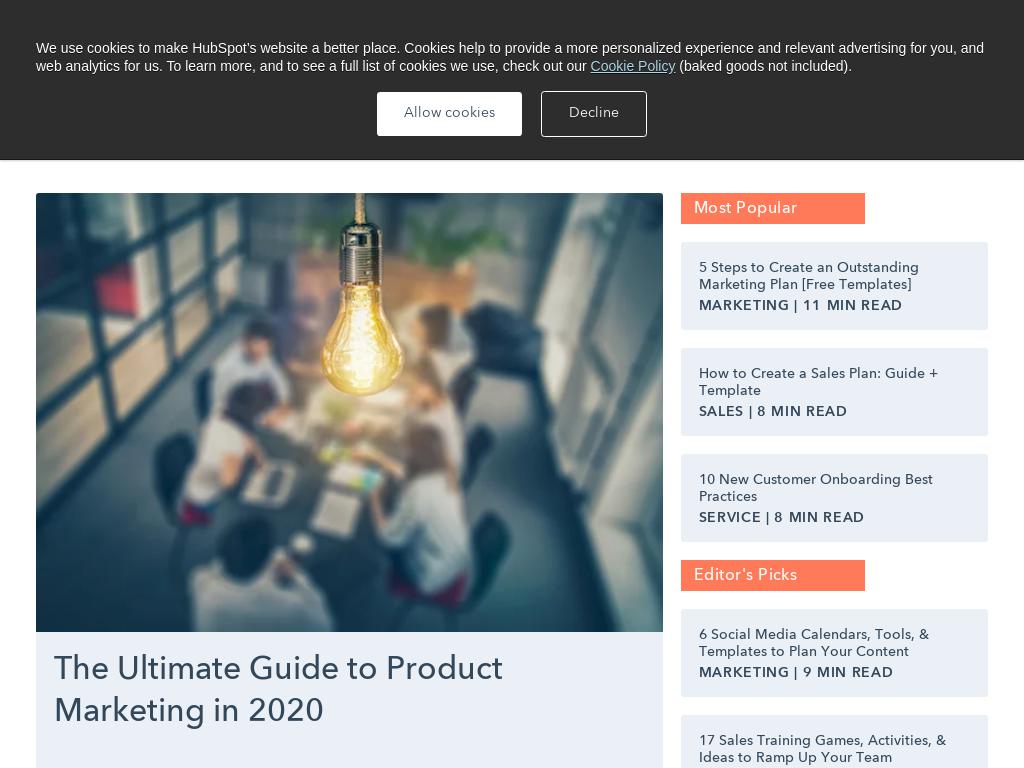 We use cookies to make HubSpot's website a better place. Cookies help to provide a more personalized experience and relevant advertising for you, and
web analytics for us. To learn more, and to see a full list of cookies we use, check out our Cookie Policy (baked goods not included).
Allow cookies
Decline
Most Popular
5 Steps to Create an Outstanding
Marketing Plan [Free Templates]
MARKETING | 11 MIN READ
How to Create a Sales Plan: Guide +
Template
SALES | 8 MIN READ
10 New Customer Onboarding Best
Practices
SERVICE | 8 MIN READ
Editor's Picks
6 Social Media Calendars, Tools, &
Templates to Plan Your Content
MARKETING | 9 MIN READ
17 Sales Training Games, Activities, &
Ideas to Ramp Up Your Team
The Ultimate Guide to Product
Marketing in 2020